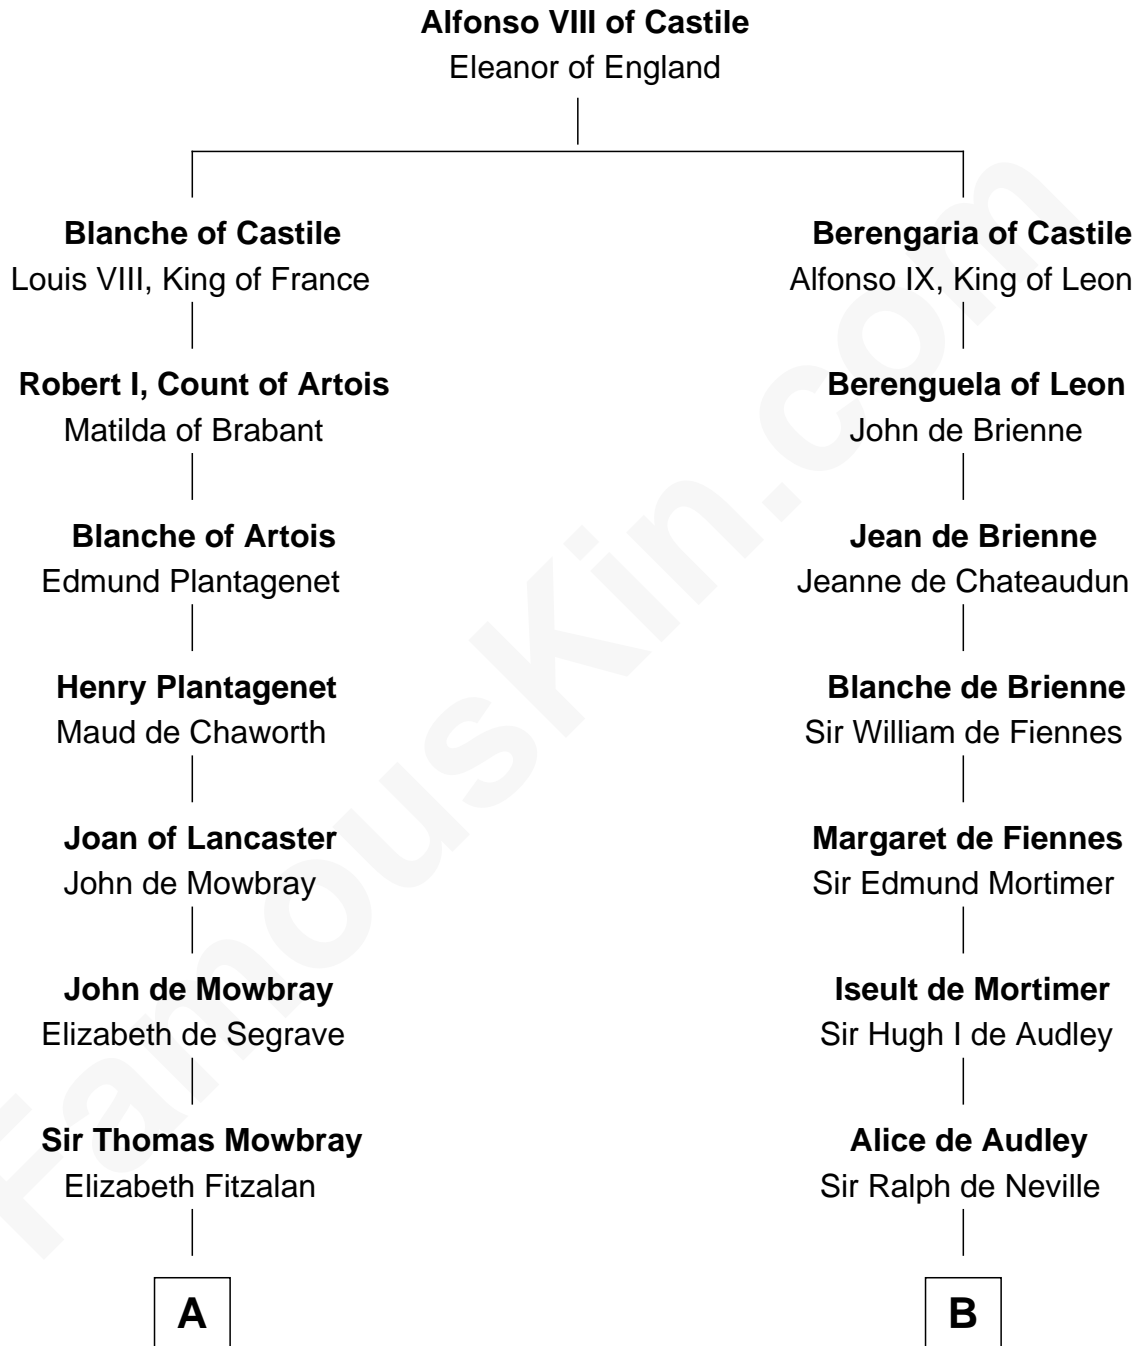 Alfonso VIII of Castile
Eleanor of England
Blanche of Castile
Louis VIII, King of France
Berengaria of Castile
Alfonso IX, King of Leon
Robert I, Count of Artois
Matilda of Brabant
Berenguela of Leon
John de Brienne
Blanche of Artois
Edmund Plantagenet
Jean de Brienne
Jeanne de Chateaudun
Henry Plantagenet
Maud de Chaworth
Blanche de Brienne
Sir William de Fiennes
Joan of Lancaster
John de Mowbray
Margaret de Fiennes
Sir Edmund Mortimer
John de Mowbray
Elizabeth de Segrave
Iseult de Mortimer
Sir Hugh I de Audley
Sir Thomas Mowbray
Elizabeth Fitzalan
Alice de Audley
Sir Ralph de Neville
A
B
FamousKin.com